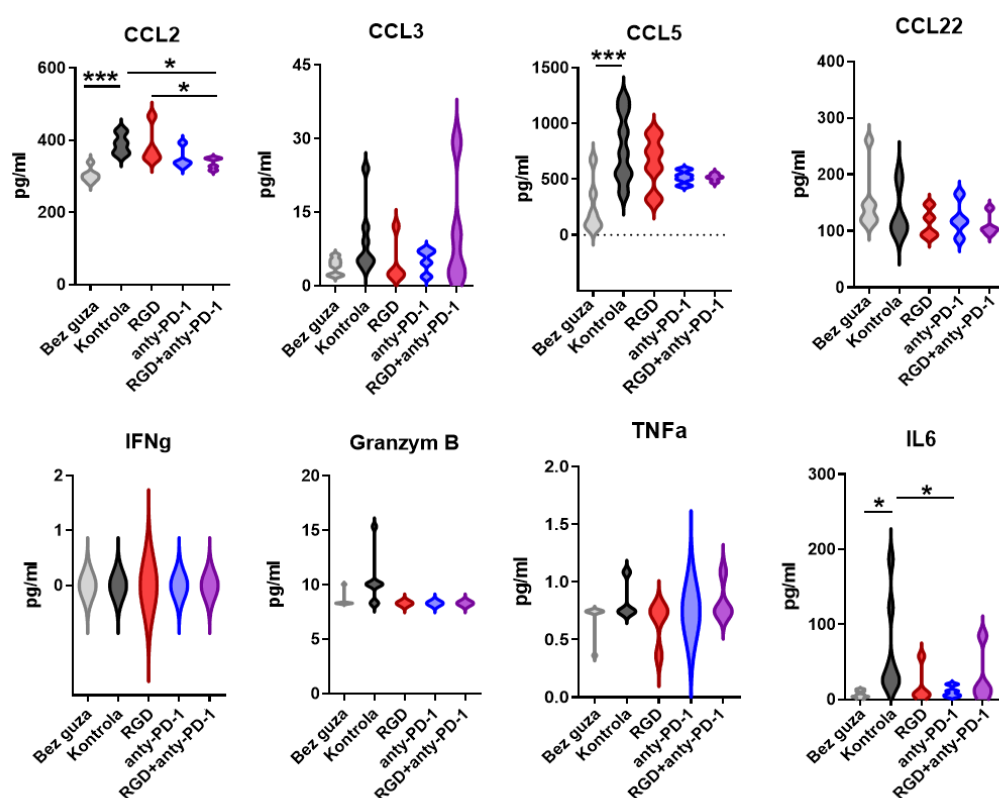 CCL2
pg/ml
600
400
200
0
***
*
*
Bez guza
Kontrola
RGD
anty-PD-1
RGD+anty-PD-1
CCL3
pg/ml
45
30
15
0
Bez guza
Kontrola
RGD
anty-PD-1
RGD+anty-PD-1
CCL5
pg/ml
1500
1000
500
0
***
Bez guza
Kontrola
RGD
anty-PD-1
RGD+anty-PD-1
CCL22
pg/ml
400
300
200
100
0
Bez guza
Kontrola
RGD
anty-PD-1
RGD+anty-PD-1
IFNg
pg/ml
2
1
0
Bez guza
Kontrola
RGD
anty-PD-1
RGD+anty-PD-1
Granzym B
pg/ml
20
15
10
5
0
Bez guza
Kontrola
RGD
anty-PD-1
RGD+anty-PD-1
TNFa
pg/ml
2.0
1.5
1.0
0.5
0.0
Bez guza
Kontrola
RGD
anty-PD-1
RGD+anty-PD-1
IL6
pg/ml
300
200
100
0
*
*
Bez guza
Kontrola
RGD
anty-PD-1
RGD+anty-PD-1